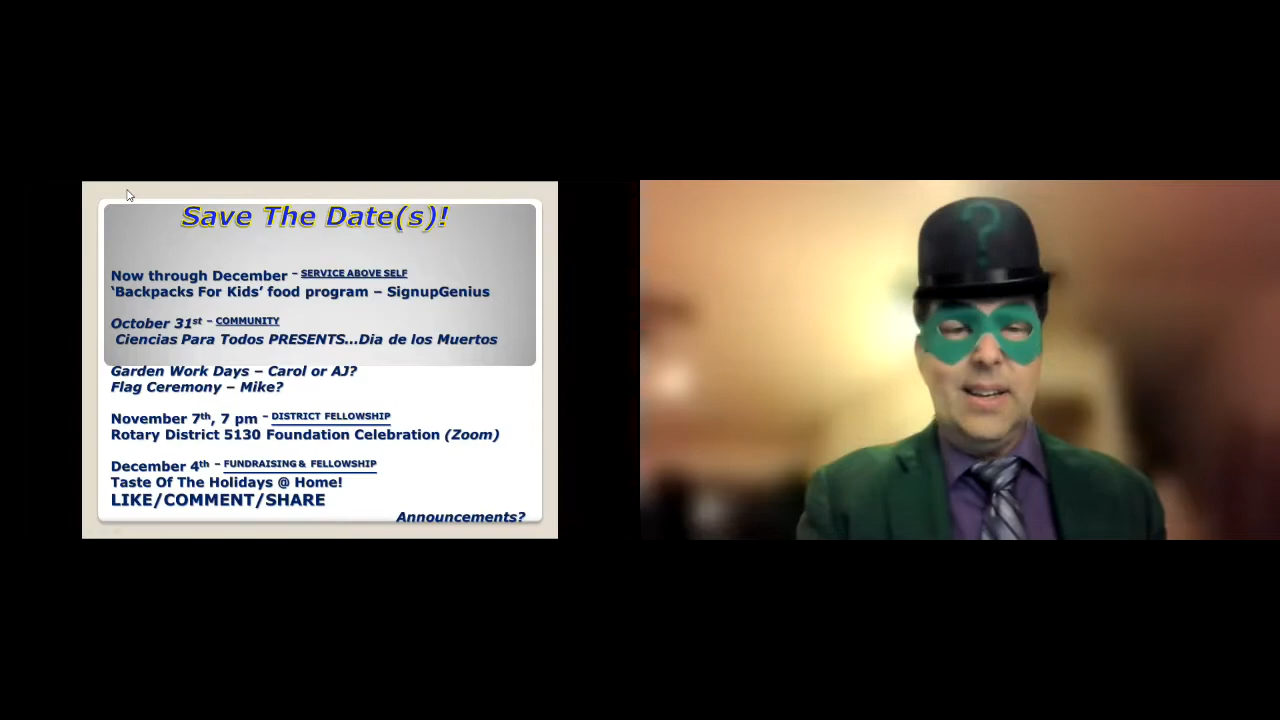 Save The Date(s)!
Now through December – SERVICE ABOVE SELF
‘Backpacks For Kids’ food program – SignupGenius
October 31st – COMMUNITY
Ciencias Para Todos PRESENTS...Dia de los Muertos
Garden Work Days – Carol or AJ?
Flag Ceremony – Mike?
November 7th, 7 pm – DISTRICT FELLOWSHIP
Rotary District 5130 Foundation Celebration (Zoom)
December 4th – FUNDRAISING & FELLOWSHIP
Taste Of The Holidays @ Home!
LIKE/COMMENT/SHARE
Announcements?
?